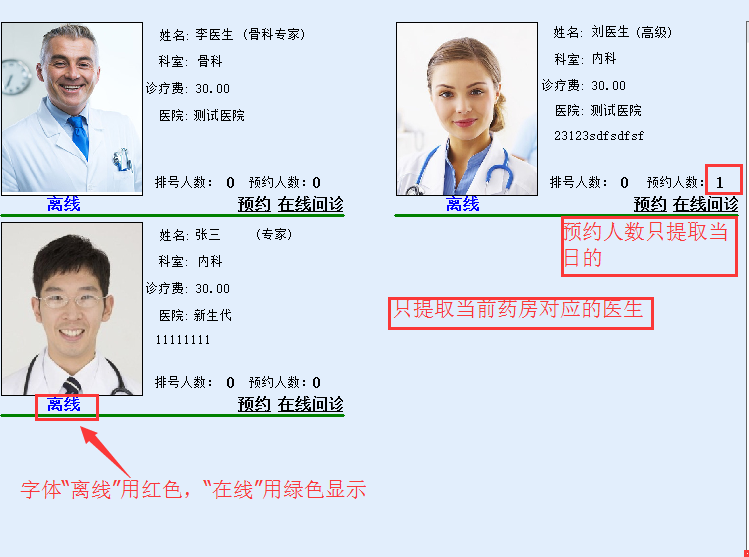 姓名: 李医生 (骨科专家)
科室: 骨科
诊疗费: 30.00
医院: 测试医院
排号人数: 0 预约人数: 0
离线 预约 在线问诊
姓名: 刘医生 (高级)
科室: 内科
诊疗费: 30.00
医院: 测试医院
23123sdfsdfsf
排号人数: 0 预约人数: 1
离线 预约 在线问诊
预约人数只提取当
日的
只提取当前药房对应的医生
姓名: 张三 (专家)
科室: 内科
诊疗费: 30.00
医院: 新生代
11111111
排号人数: 0 预约人数: 0
离线 预约 在线问诊
字体“离线”用红色，“在线”用绿色显示